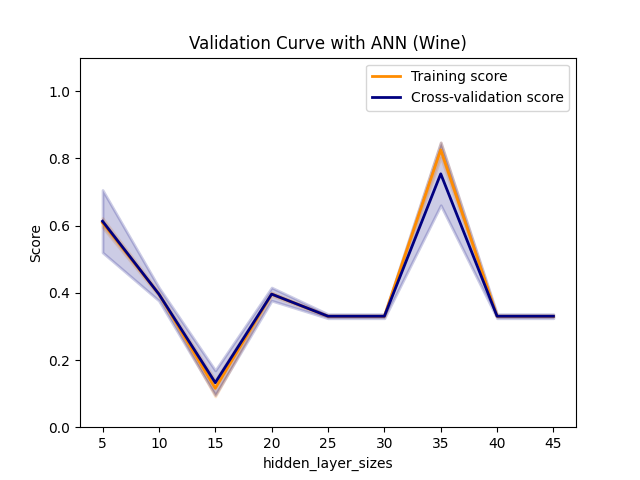 Validation Curve with ANN (Wine)
Training score
Cross-validation score
1.0
0.8
0.6
0.4
0.2
0.0
Score
5 10 15 20 25 30 35 40 45
hidden_layer_sizes